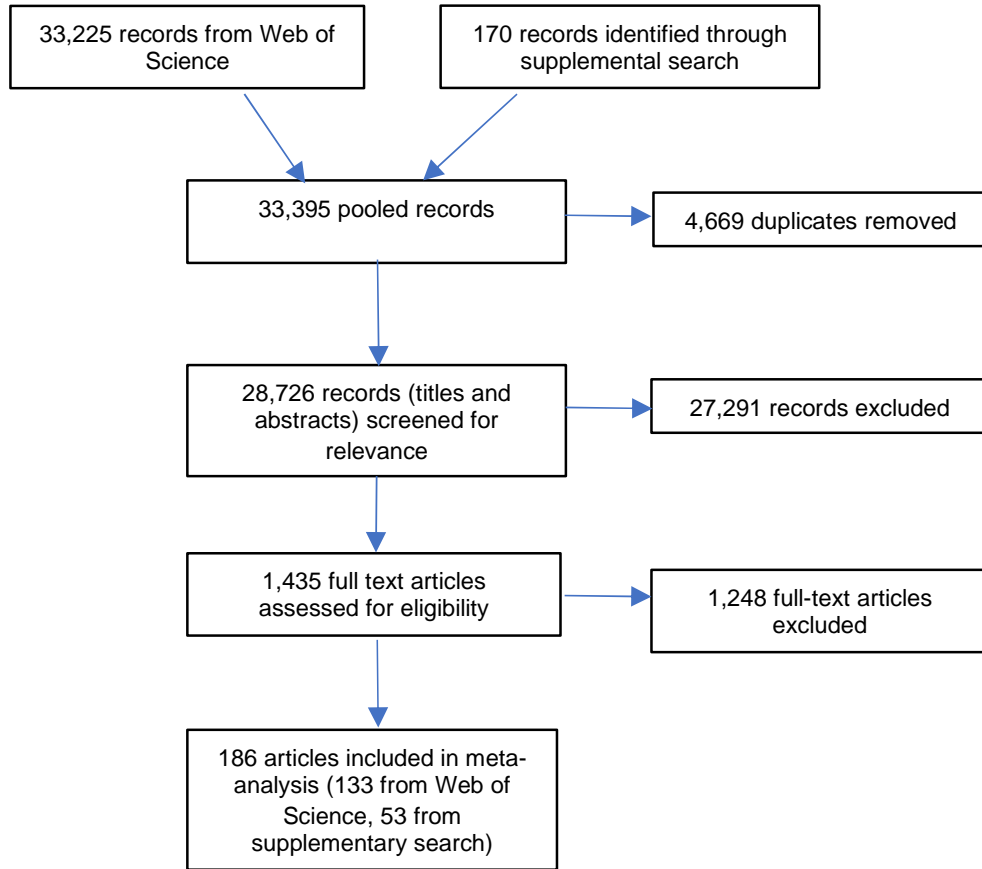 33,225 records from Web of
Science
170 records identified through
supplemental search
33,395 pooled records
4,669 duplicates removed
28,726 records (titles and
abstracts) screened for
relevance
27,291 records excluded
1,435 full text articles
assessed for eligibility
1,248 full-text articles
excluded
186 articles included in meta-
analysis (133 from Web of
Science, 53 from
supplementary search)